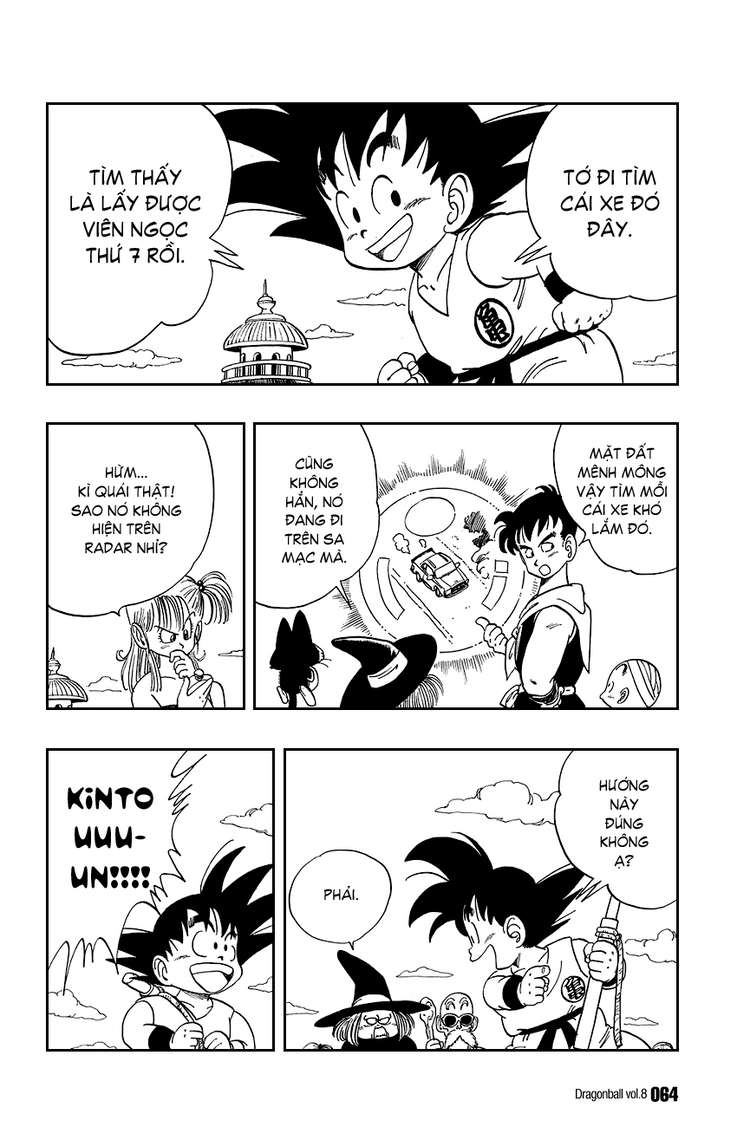 TỚ ĐI TÌM
CÁI XE ĐÓ
ĐÂY.
TÌM THẤY
LÀ LẤY ĐƯỢC
VIÊN NGỌC
THỨ 7 RỒI.
MẶT ĐẤT
MÊNH MÔNG
VẬY TÌM MỖI
CÁI XE KHÓ
LẮM ĐÓ.
CŨNG
KHÔNG
HẲN, NÓ
ĐANG ĐI
TRÊN SA
MẠC MÀ.
HỪM...
KÌ QUÁI THẬT!
SAO NÓ KHÔNG
HIỆN TRÊN
RADAR NHỈ?
HƯỚNG
NÀY
ĐÚNG
KHÔNG
Ạ?
PHẢI.
KINTO
UUU-
UN!!!!
Dragonball vol.8 064